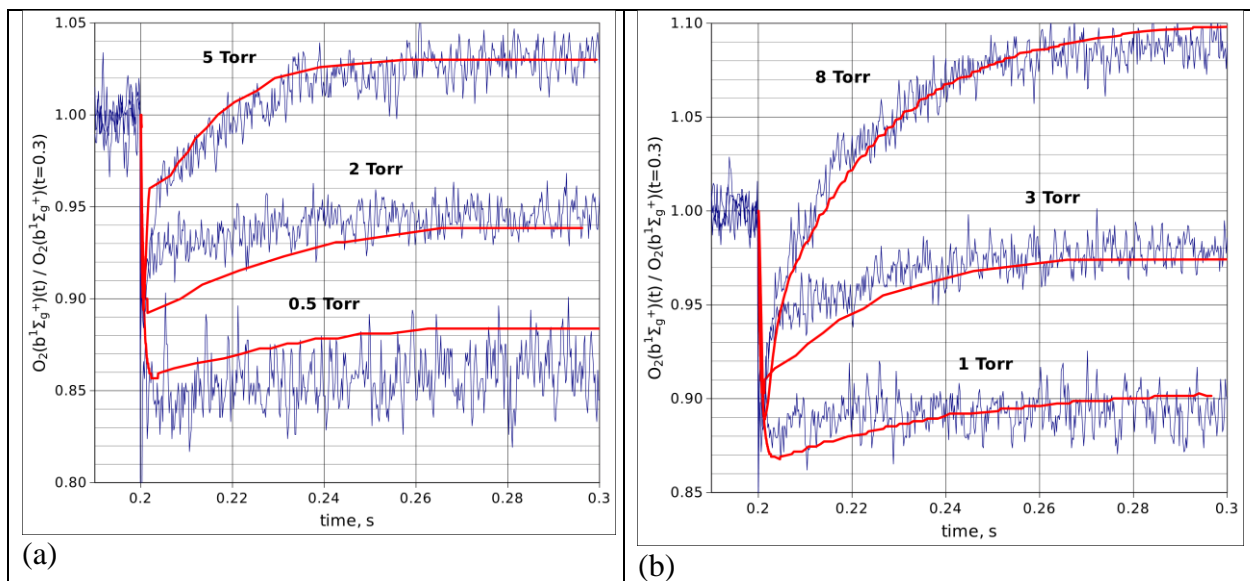 1.05
1.00
0.95
0.90
0.85
0.80
O₂(b¹Σg⁺)(t) / O₂(b¹Σg⁺)(t=0.3)
5 Torr
2 Torr
0.5 Torr
0.2 0.22 0.24 0.26 0.28 0.3
time, s
(a)
1.10
1.05
1.00
0.95
0.90
0.85
O₂(b¹Σg⁺)(t) / O₂(b¹Σg⁺)(t=0.3)
8 Torr
3 Torr
1 Torr
0.2 0.22 0.24 0.26 0.28 0.3
time, s
(b)